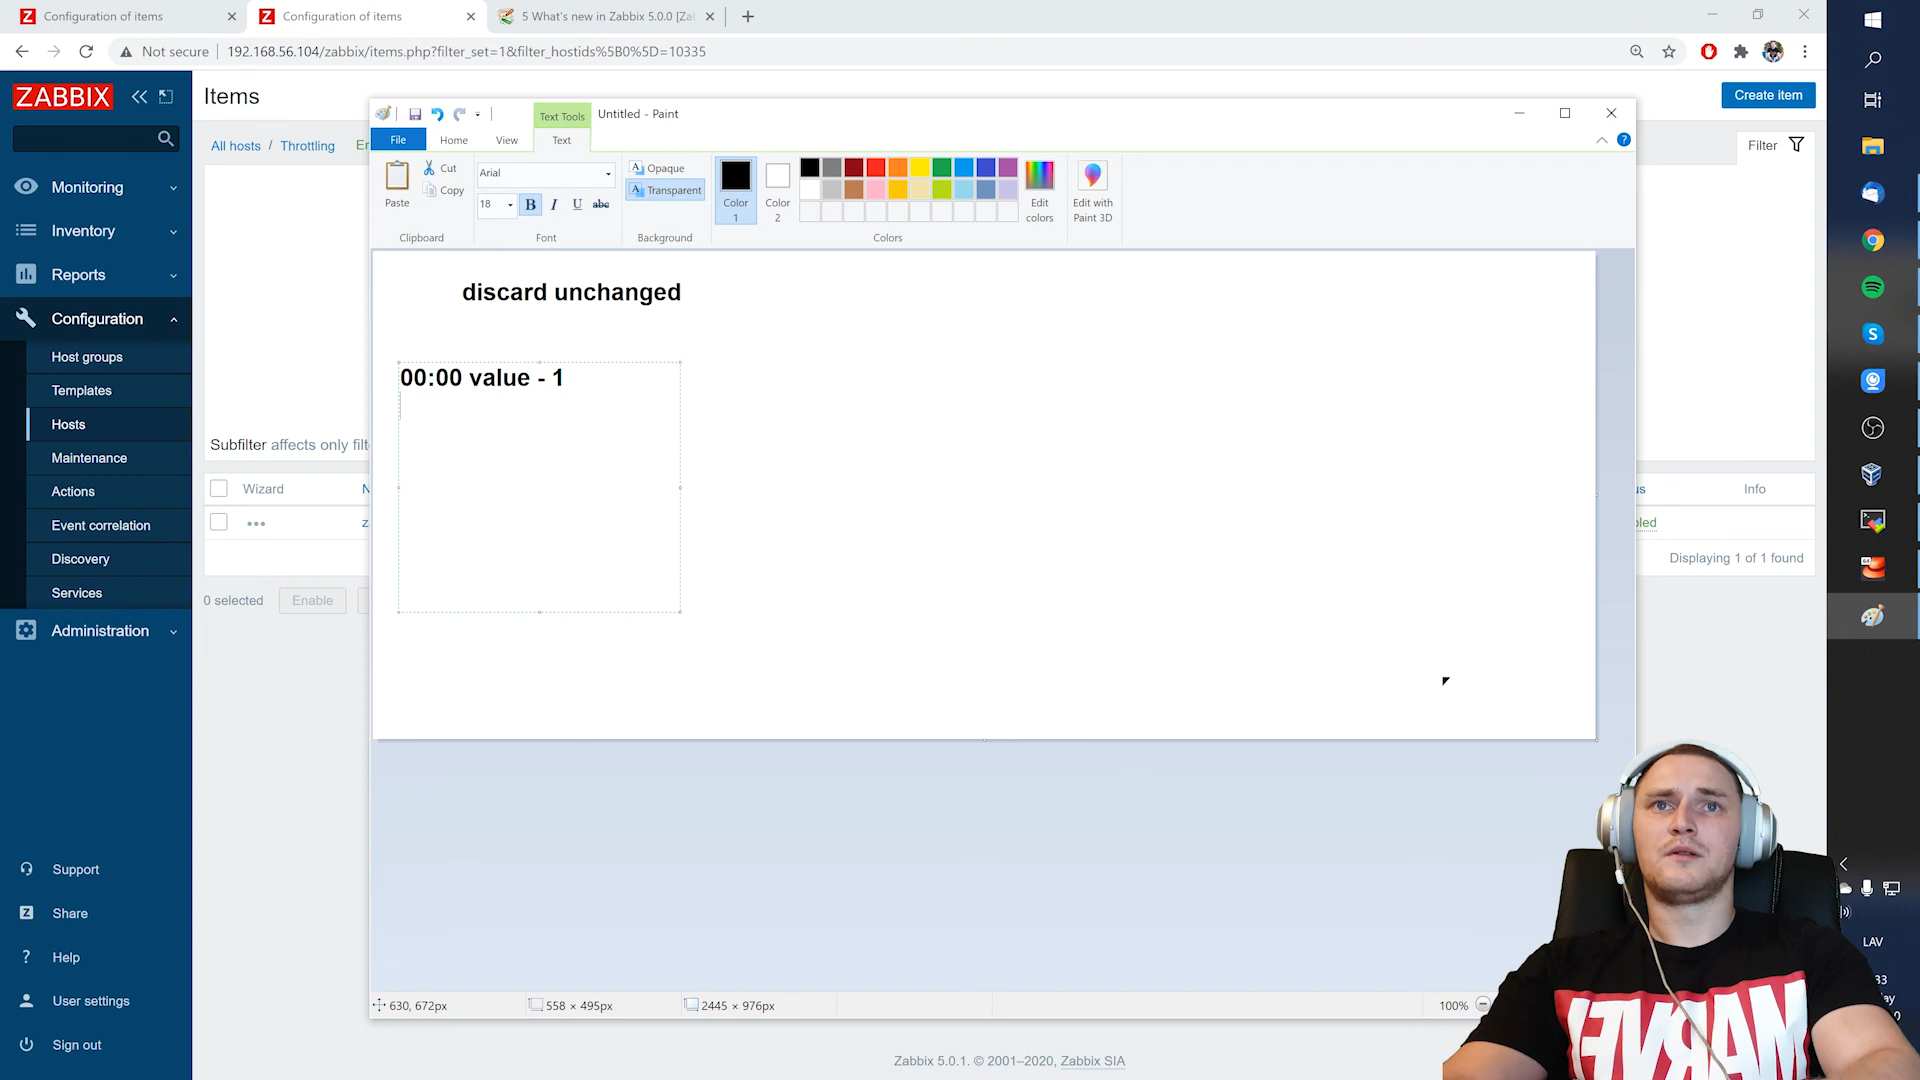 Configuration of items
Configuration of items
5 What's new in Zabbix 5.0.0 [Za
Not secure
192.168.56.104/zabbix/items.php?filter_set=1&filter_hostids%5B0%5D=10335
ZABBIX
Items
Create item
Text Tools
Untitled - Paint
File
Home
View
Text
All hosts / Throttling
Filter
Cut
Copy
Paste
Arial
18
B
I
U
abc
Opaque
Transparent
Color
1
Color
2
Edit
colors
Edit with
Paint 3D
Clipboard
Font
Background
Colors
Monitoring
Inventory
Reports
Configuration
Host groups
Templates
Hosts
Maintenance
Actions
Event correlation
Discovery
Services
Administration
Support
Share
Help
User settings
Sign out
discard unchanged
00:00 value - 1
Subfilter affects only filt
Wizard
N
us
Info
z
bled
Displaying 1 of 1 found
0 selected
Enable
630, 672px
558 × 495px
2445 × 976px
100%
Zabbix 5.0.1. © 2001–2020, Zabbix SIA
LAV
MARVEL